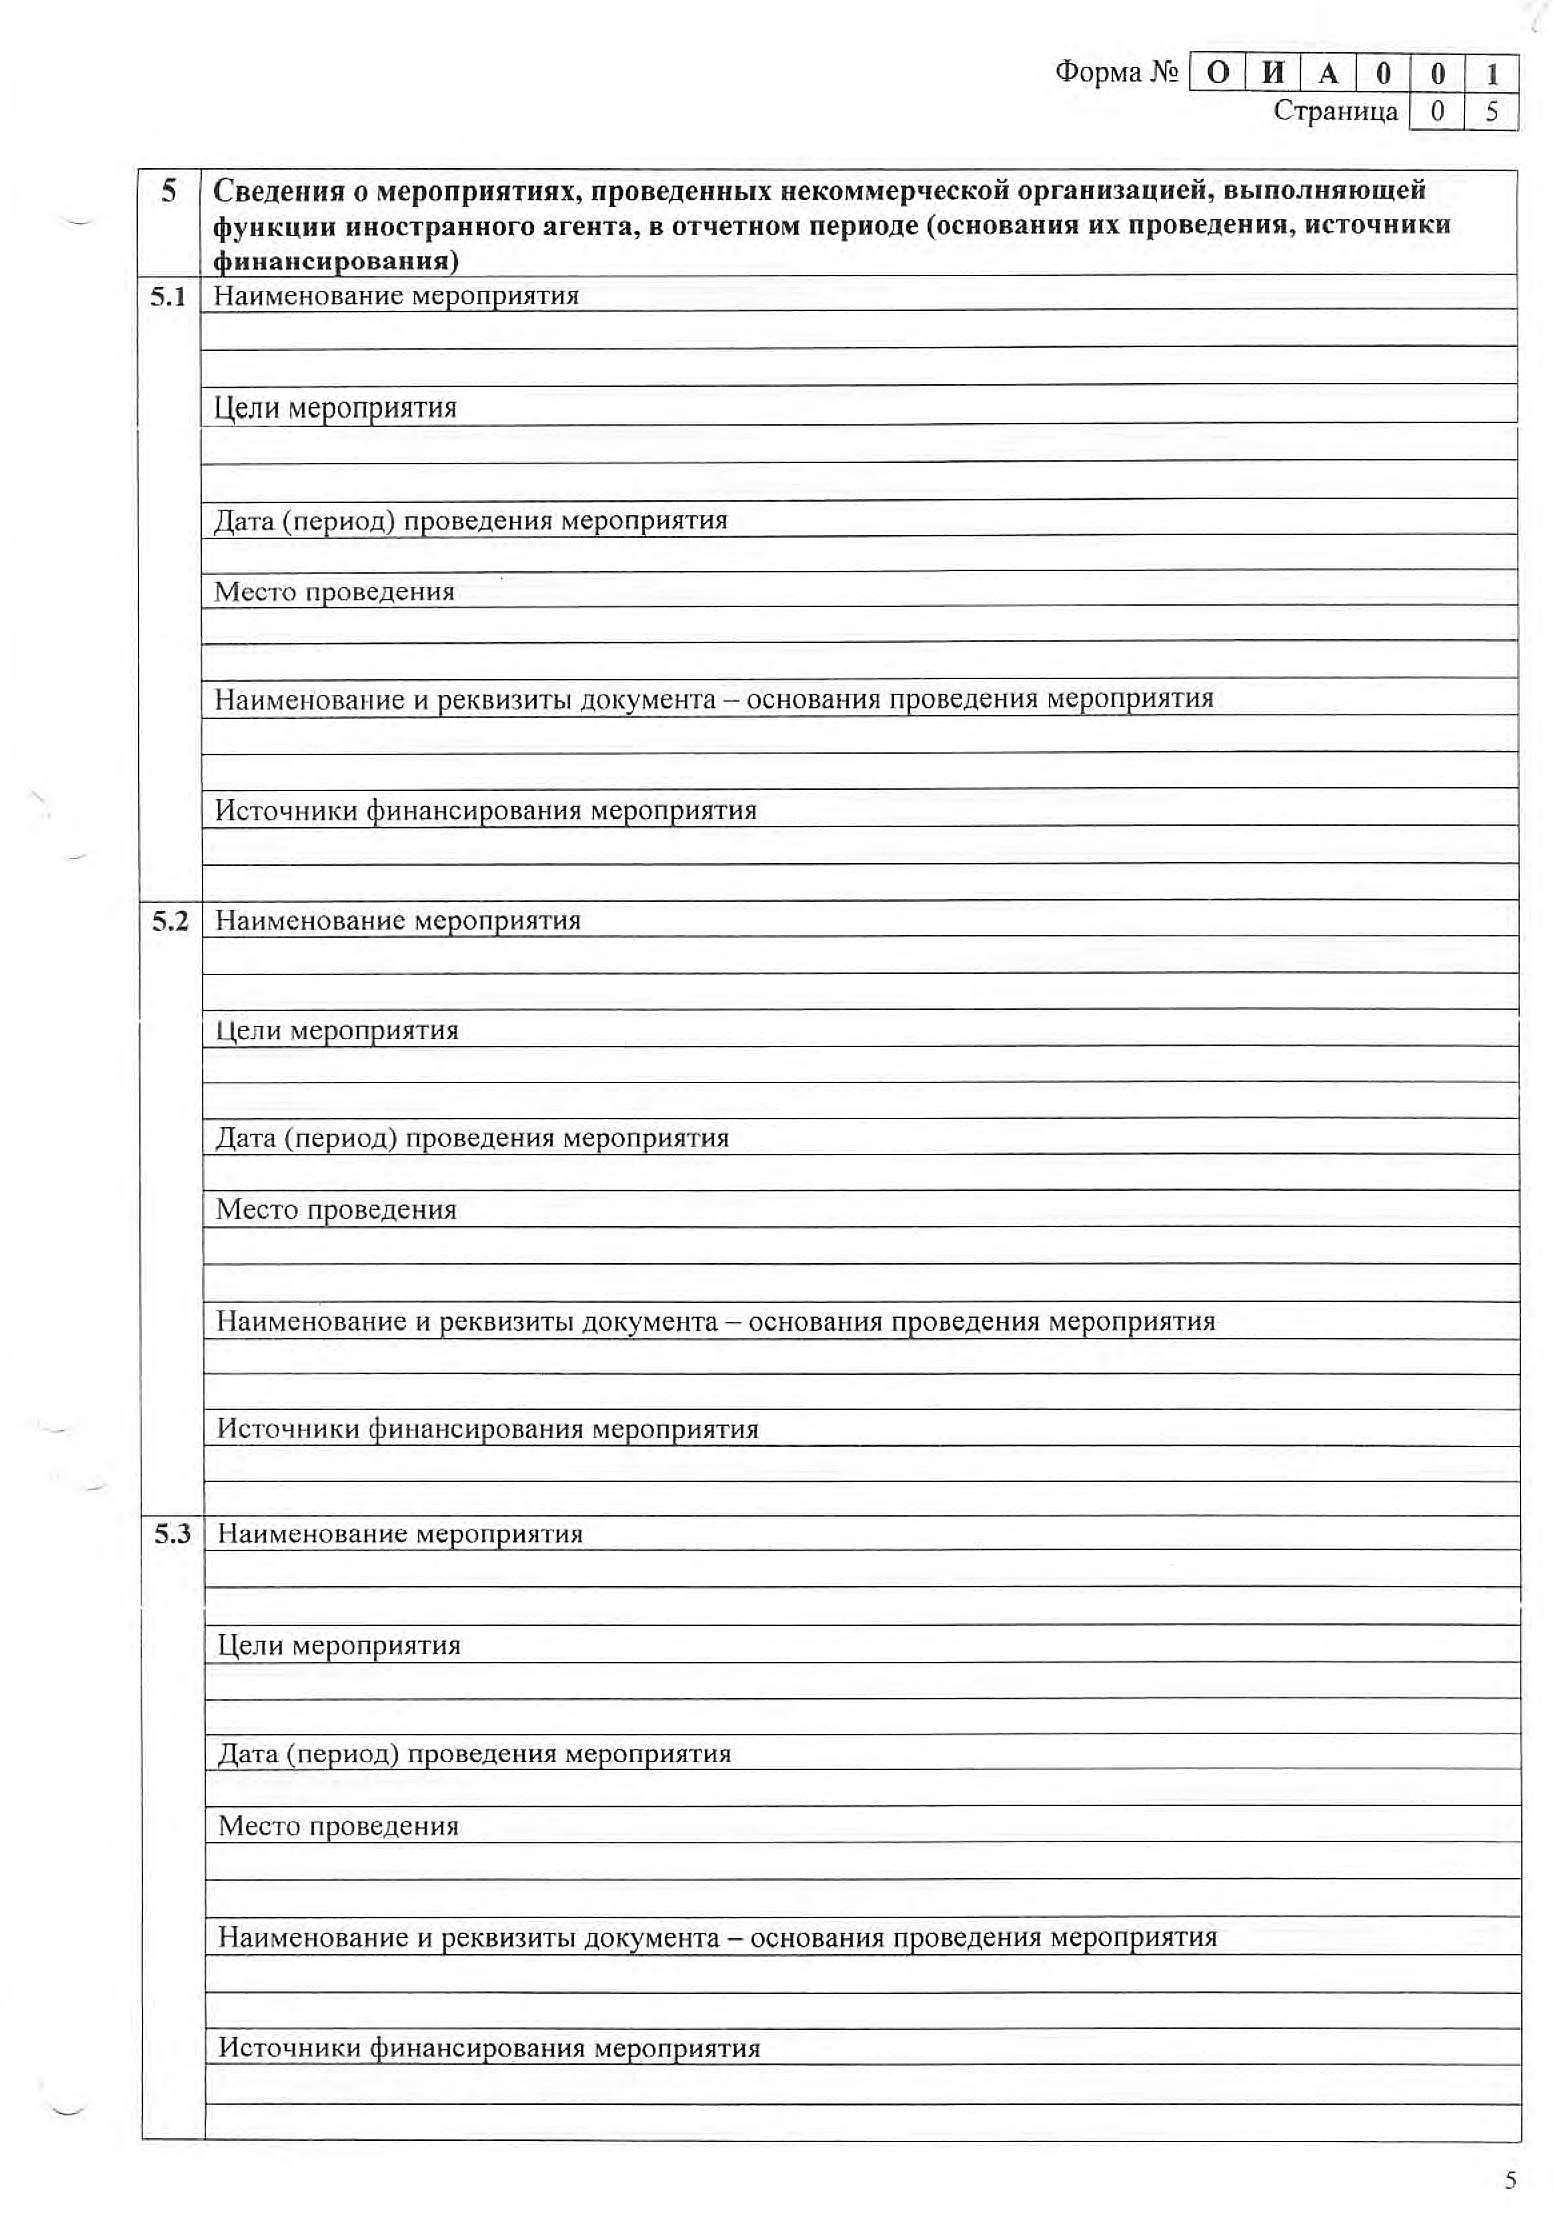 Форма № О И А 0 0 1
Страница 0 5
5 Сведения о мероприятиях, проведенных некоммерческой организацией, выполняющей
функции иностранного агента, в отчетном периоде (основания их проведения, источники
финансирования)
5.1 Наименование мероприятия
Цели мероприятия
Дата (период) проведения мероприятия
Место проведения
Наименование и реквизиты документа – основания проведения мероприятия
Источники финансирования мероприятия
5.2 Наименование мероприятия
Цели мероприятия
Дата (период) проведения мероприятия
Место проведения
Наименование и реквизиты документа – основания проведения мероприятия
Источники финансирования мероприятия
5.3 Наименование мероприятия
Цели мероприятия
Дата (период) проведения мероприятия
Место проведения
Наименование и реквизиты документа – основания проведения мероприятия
Источники финансирования мероприятия
5